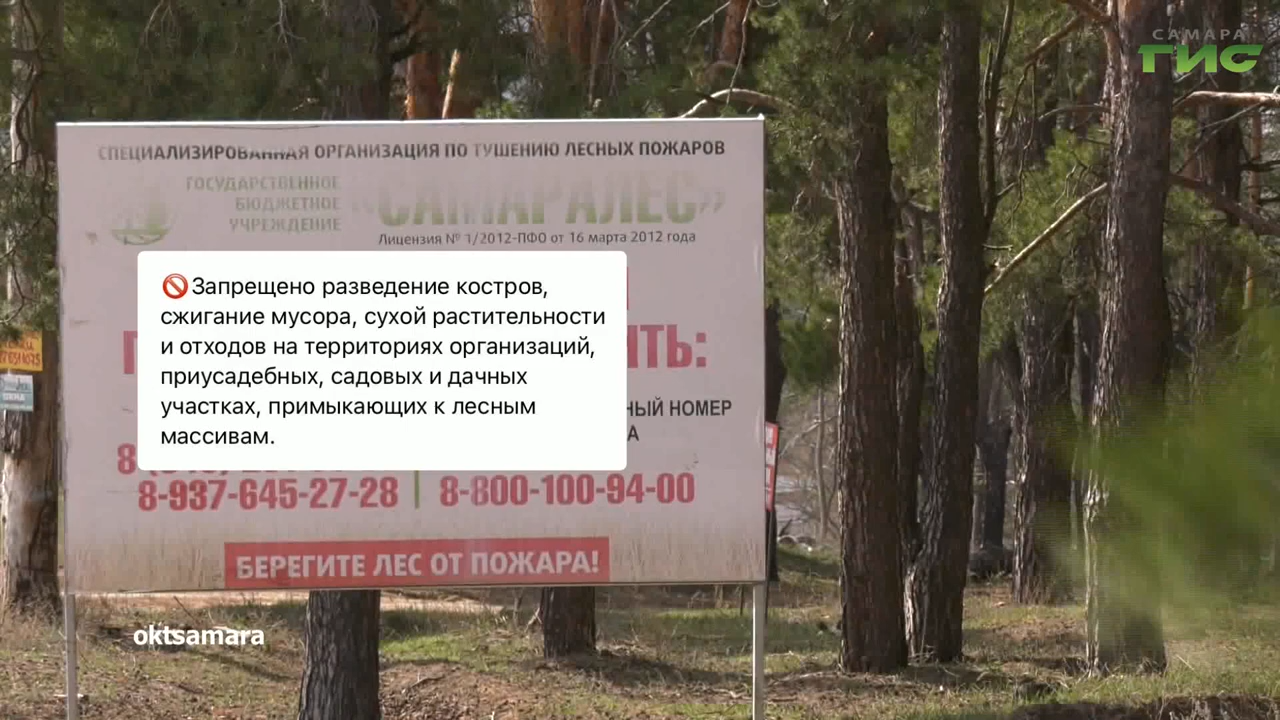 САМАРА
ГИС
СПЕЦИАЛИЗИРОВАННАЯ ОРГАНИЗАЦИЯ ПО ТУШЕНИЮ ЛЕСНЫХ ПОЖАРОВ
ГОСУДАРСТВЕННОЕ
БЮДЖЕТНОЕ
УЧРЕЖДЕНИЕ
«САМАРАЛЕС»
Лицензия № 1/2012-ПФО от 16 марта 2012 года
🚫Запрещено разведение костров,
сжигание мусора, сухой растительности
и отходов на территориях организаций,
приусадебных, садовых и дачных
участках, примыкающих к лесным
массивам.
НОМЕР
8-937-645-27-28 | 8-800-100-94-00
БЕРЕГИТЕ ЛЕС ОТ ПОЖАРА!
oktsamara